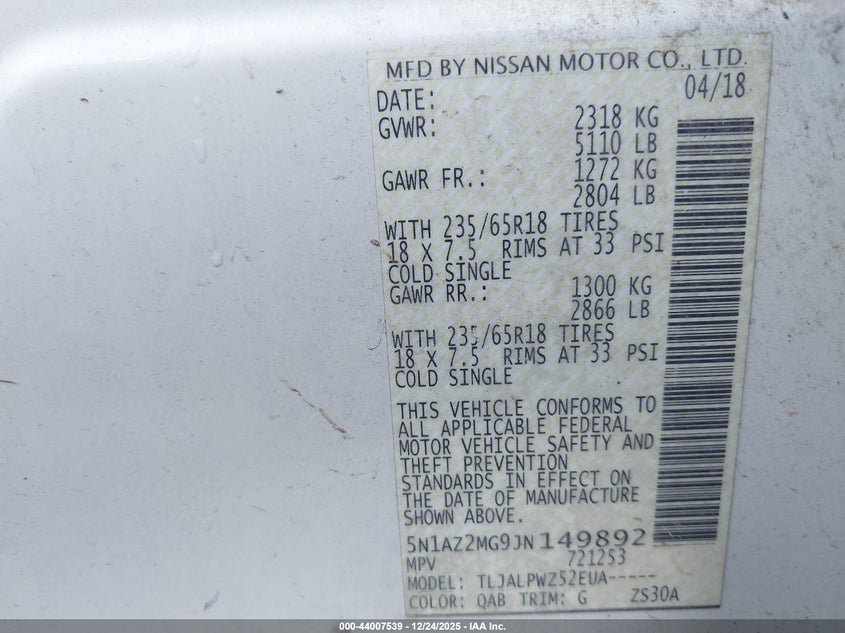 MFD BY NISSAN MOTOR CO., LTD.
DATE: 04/18
GVWR: 2318 KG
5110 LB
GAWR FR.: 1272 KG
2804 LB
WITH 235/65R18 TIRES
18 X 7.5 RIMS AT 33 PSI
COLD SINGLE
GAWR RR.: 1300 KG
2866 LB
WITH 235/65R18 TIRES
18 X 7.5 RIMS AT 33 PSI
COLD SINGLE
THIS VEHICLE CONFORMS TO
ALL APPLICABLE FEDERAL
MOTOR VEHICLE SAFETY AND
THEFT PREVENTION
STANDARDS IN EFFECT ON
THE DATE OF MANUFACTURE
SHOWN ABOVE.
5N1AZ2MG9JN149892
MPV 721253
MODEL: TLJALPWZ52EUA-----
COLOR: QAB TRIM: G ZS30A
000-44007539 - 12/24/2025 - IAA Inc.